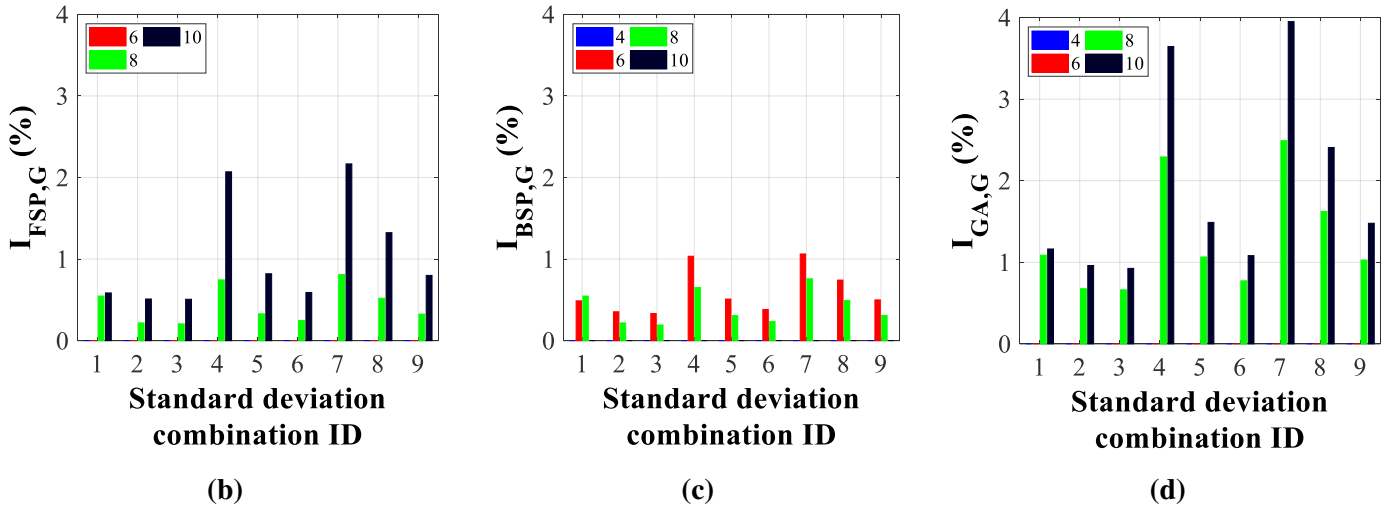 4
3
2
1
0
I_FSP,G (%)
6 10
8
1 2 3 4 5 6 7 8 9
Standard deviation
combination ID
(b)
4
3
2
1
0
I_BSP,G (%)
4 8
6 10
1 2 3 4 5 6 7 8 9
Standard deviation
combination ID
(c)
4
3
2
1
0
I_GA,G (%)
4 8
6 10
1 2 3 4 5 6 7 8 9
Standard deviation
combination ID
(d)